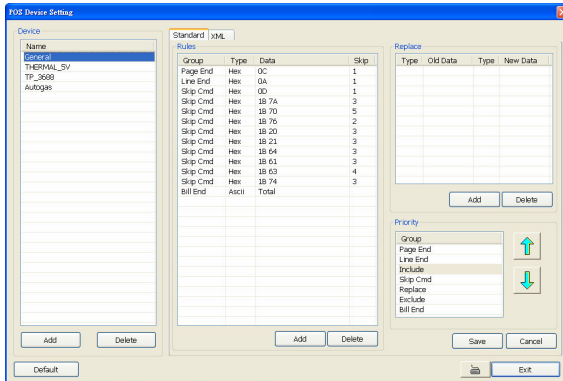 POS Device Setting
Device
Name
General
THERMAL_5V
TP_3688
Autogas
Add Delete
Standard XML
Rules
Group Type Data Skip
Page End Hex 0C 1
Line End Hex 0A 1
Skip Cmd Hex 0D 1
Skip Cmd Hex 1B 7A 3
Skip Cmd Hex 1B 70 5
Skip Cmd Hex 1B 76 2
Skip Cmd Hex 1B 20 3
Skip Cmd Hex 1B 21 3
Skip Cmd Hex 1B 64 3
Skip Cmd Hex 1B 61 3
Skip Cmd Hex 1B 63 4
Skip Cmd Hex 1B 74 3
Bill End Ascii Total
Add Delete
Replace
Type Old Data Type New Data
Add Delete
Priority
Group
Page End
Line End
Include
Skip Cmd
Replace
Exclude
Bill End
Save Cancel
Default Exit